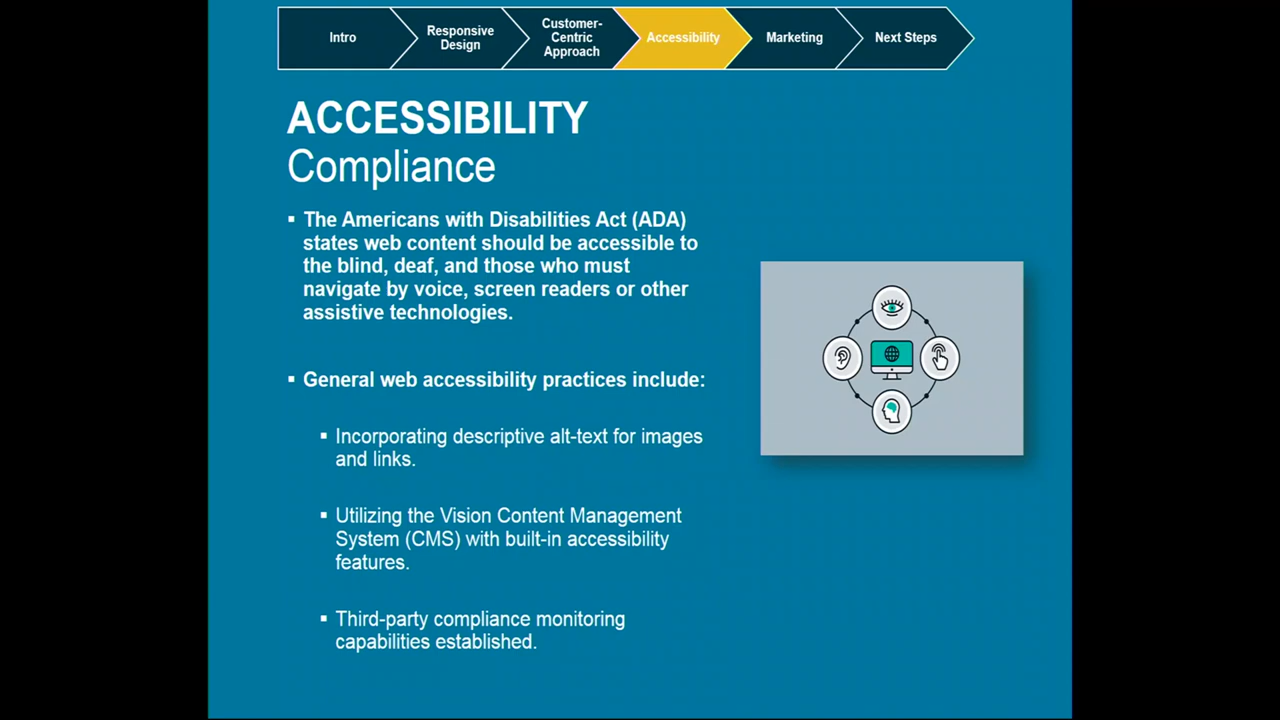 Intro
Responsive
Design
Customer-
Centric
Approach
Accessibility
Marketing
Next Steps
ACCESSIBILITY
Compliance
▪ The Americans with Disabilities Act (ADA)
states web content should be accessible to
the blind, deaf, and those who must
navigate by voice, screen readers or other
assistive technologies.
▪ General web accessibility practices include:
▪ Incorporating descriptive alt-text for images
and links.
▪ Utilizing the Vision Content Management
System (CMS) with built-in accessibility
features.
▪ Third-party compliance monitoring
capabilities established.